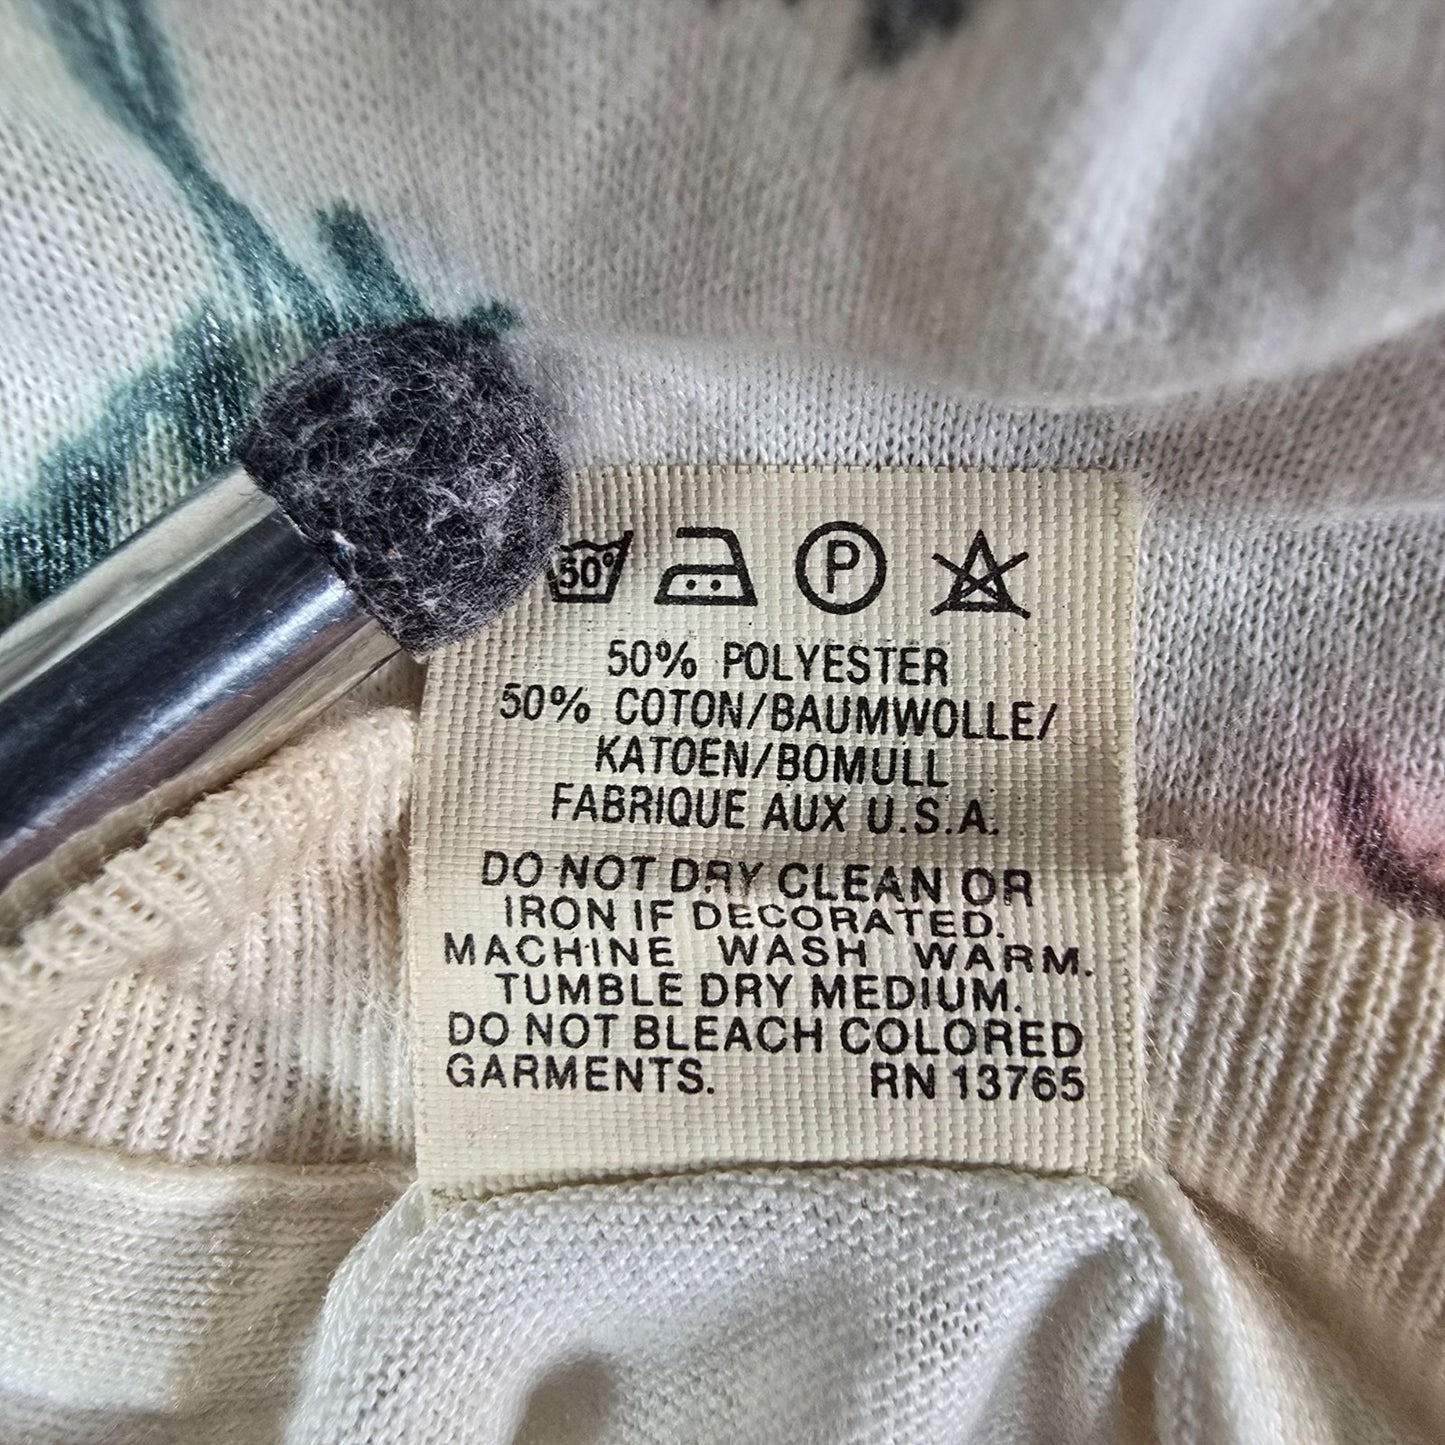 50°
P
50% POLYESTER
50% COTON/BAUMWOLLE/
KATOEN/BOMULL
FABRIQUE AUX U.S.A.
DO NOT DRY CLEAN OR
IRON IF DECORATED.
MACHINE WASH WARM.
TUMBLE DRY MEDIUM.
DO NOT BLEACH COLORED
GARMENTS. RN 13765